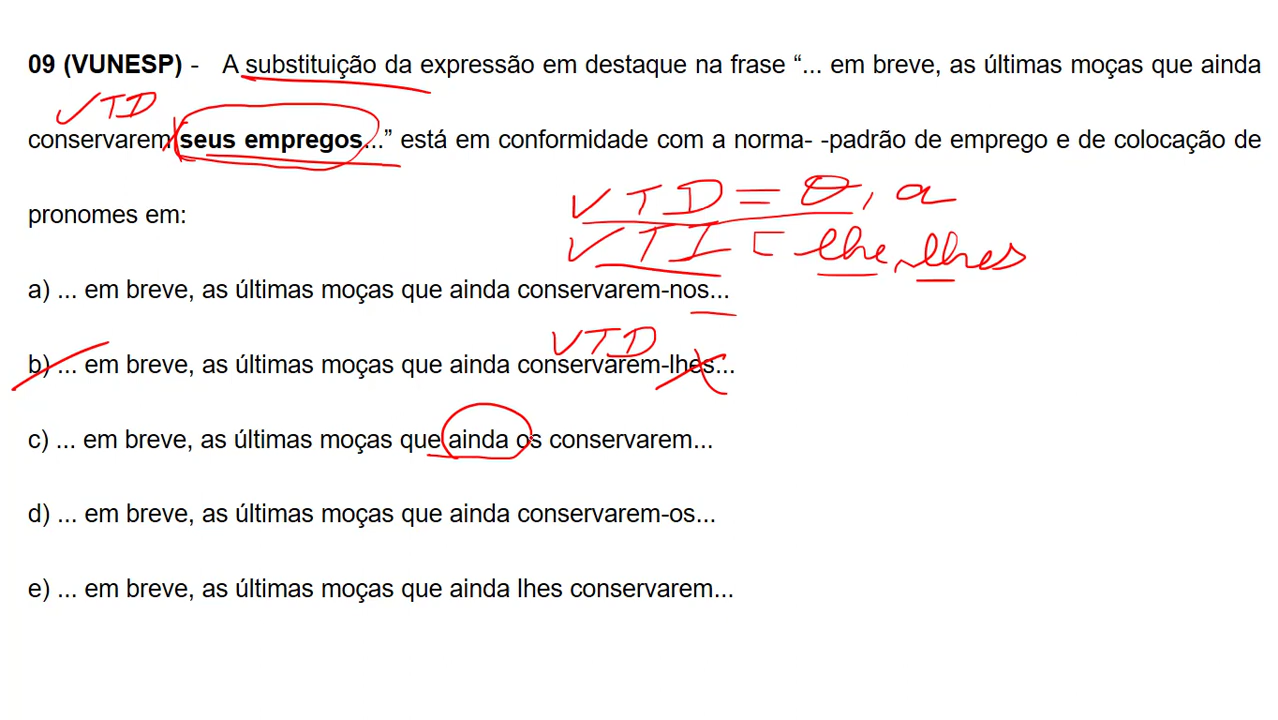 09 (VUNESP) - A substituição da expressão em destaque na frase “... em breve, as últimas moças que ainda
VTD
conservarem seus empregos...” está em conformidade com a norma- -padrão de emprego e de colocação de
VTD = o, a
pronomes em:
VTI = lhe, lhes
a) ... em breve, as últimas moças que ainda conservarem-nos...
VTD
b) ... em breve, as últimas moças que ainda conservarem-lhes...
c) ... em breve, as últimas moças que ainda os conservarem...
d) ... em breve, as últimas moças que ainda conservarem-os...
e) ... em breve, as últimas moças que ainda lhes conservarem...